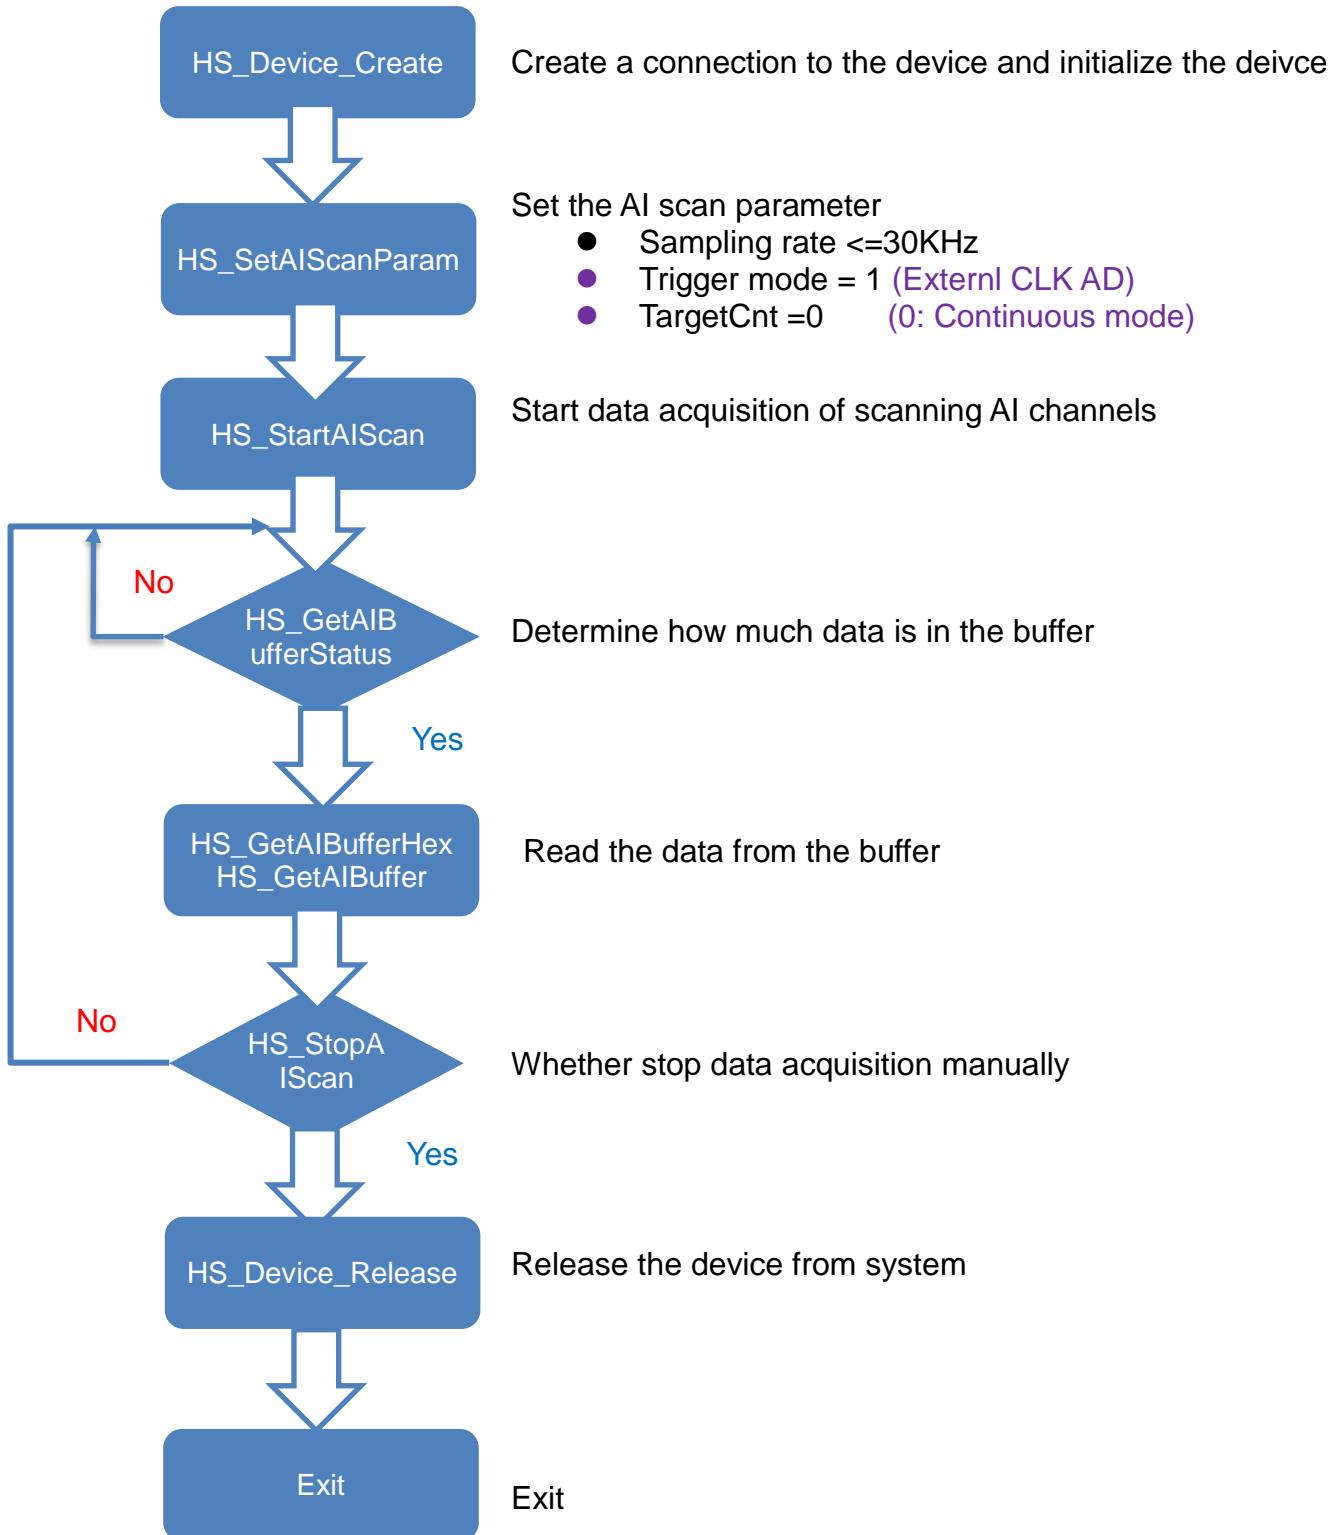 HS_Device_Create
Create a connection to the device and initialize the deivce
Set the AI scan parameter
HS_SetAIScanParam
● Sampling rate <=30KHz
● Trigger mode = 1 (Externl CLK AD)
● TargetCnt =0 (0: Continuous mode)
HS_StartAIScan
Start data acquisition of scanning AI channels
No
HS_GetAIB
ufferStatus
Determine how much data is in the buffer
Yes
HS_GetAIBufferHex
HS_GetAIBuffer
Read the data from the buffer
No
HS_StopA
IScan
Whether stop data acquisition manually
Yes
HS_Device_Release
Release the device from system
Exit
Exit